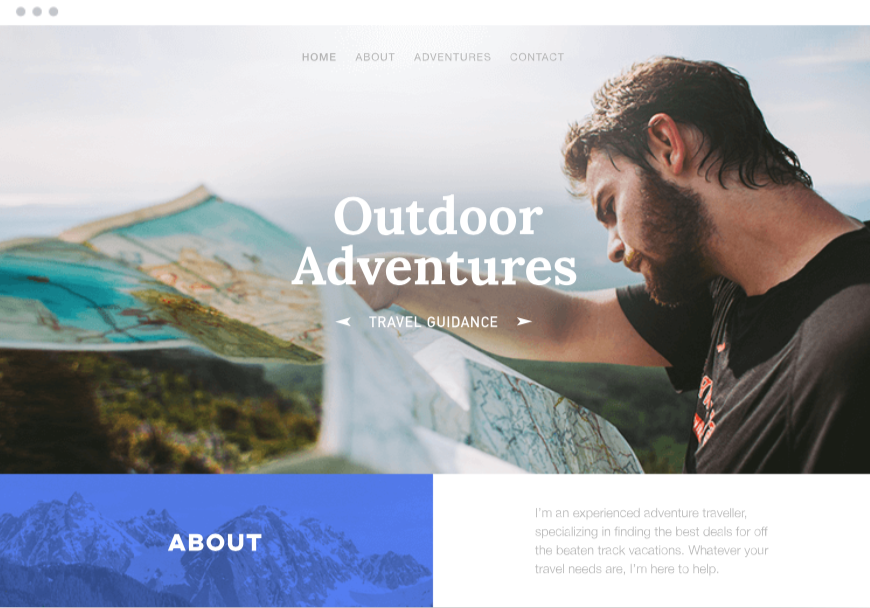 HOME ABOUT ADVENTURES CONTACT
Outdoor
Adventures
TRAVEL GUIDANCE
ABOUT
I'm an experienced adventure traveller,
specializing in finding the best deals for off
the beaten track vacations. Whatever your
travel needs are, I'm here to help.